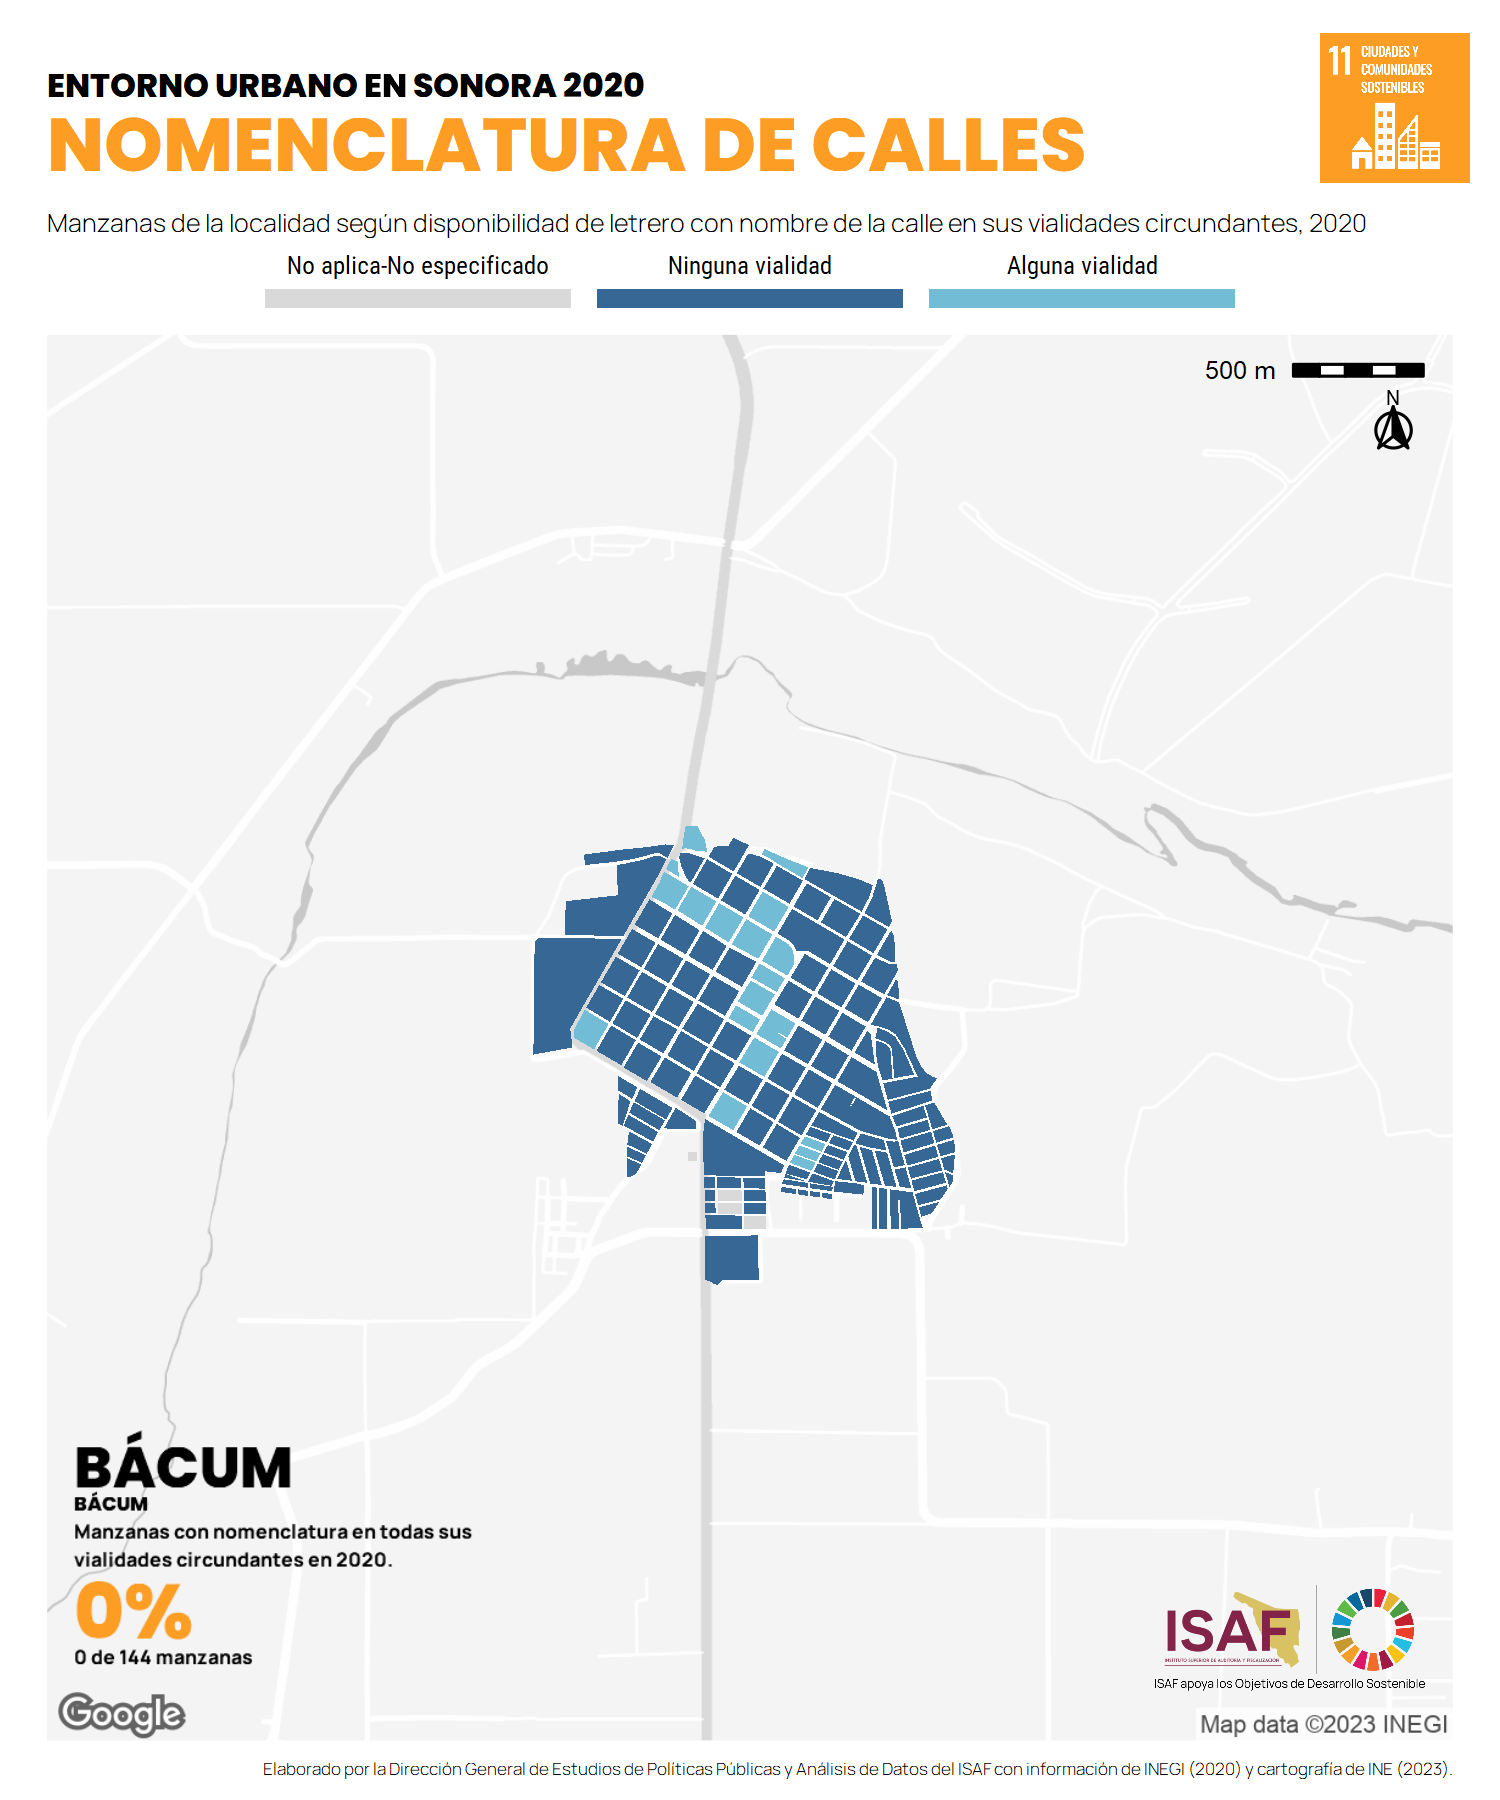 ENTORNO URBANO EN SONORA 2020
NOMENCLATURA DE CALLES
11 CIUDADES Y
COMUNIDADES
SOSTENIBLES
Manzanas de la localidad según disponibilidad de letrero con nombre de la calle en sus vialidades circundantes, 2020
No aplica-No especificado
Ninguna vialidad
Alguna vialidad
500 m
N
BÁCUM
BÁCUM
Manzanas con nomenclatura en todas sus
vialidades circundantes en 2020.
0%
0 de 144 manzanas
Google
ISAF
INSTITUTO SUPERIOR DE AUDITORÍA Y FISCALIZACIÓN
ISAF apoya los Objetivos de Desarrollo Sostenible
Map data ©2023 INEGI
Elaborado por la Dirección General de Estudios de Políticas Públicas y Análisis de Datos del ISAF con información de INEGI (2020) y cartografía de INE (2023).